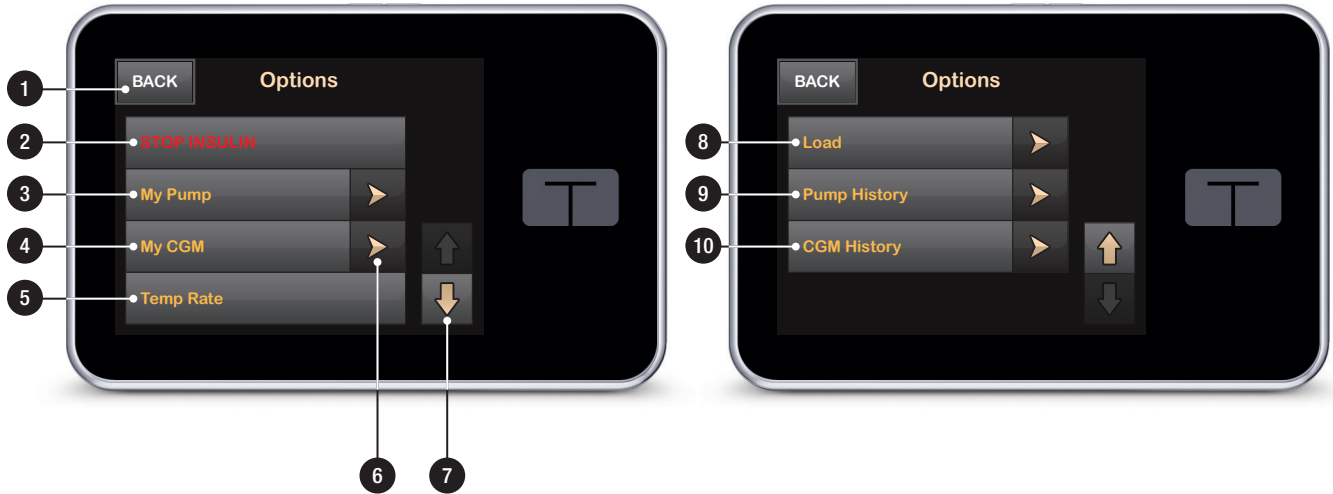 BACK Options
1
2 STOP INSULIN
3 My Pump
4 My CGM
5 Temp Rate
6 7
BACK Options
8 Load
9 Pump History
10 CGM History